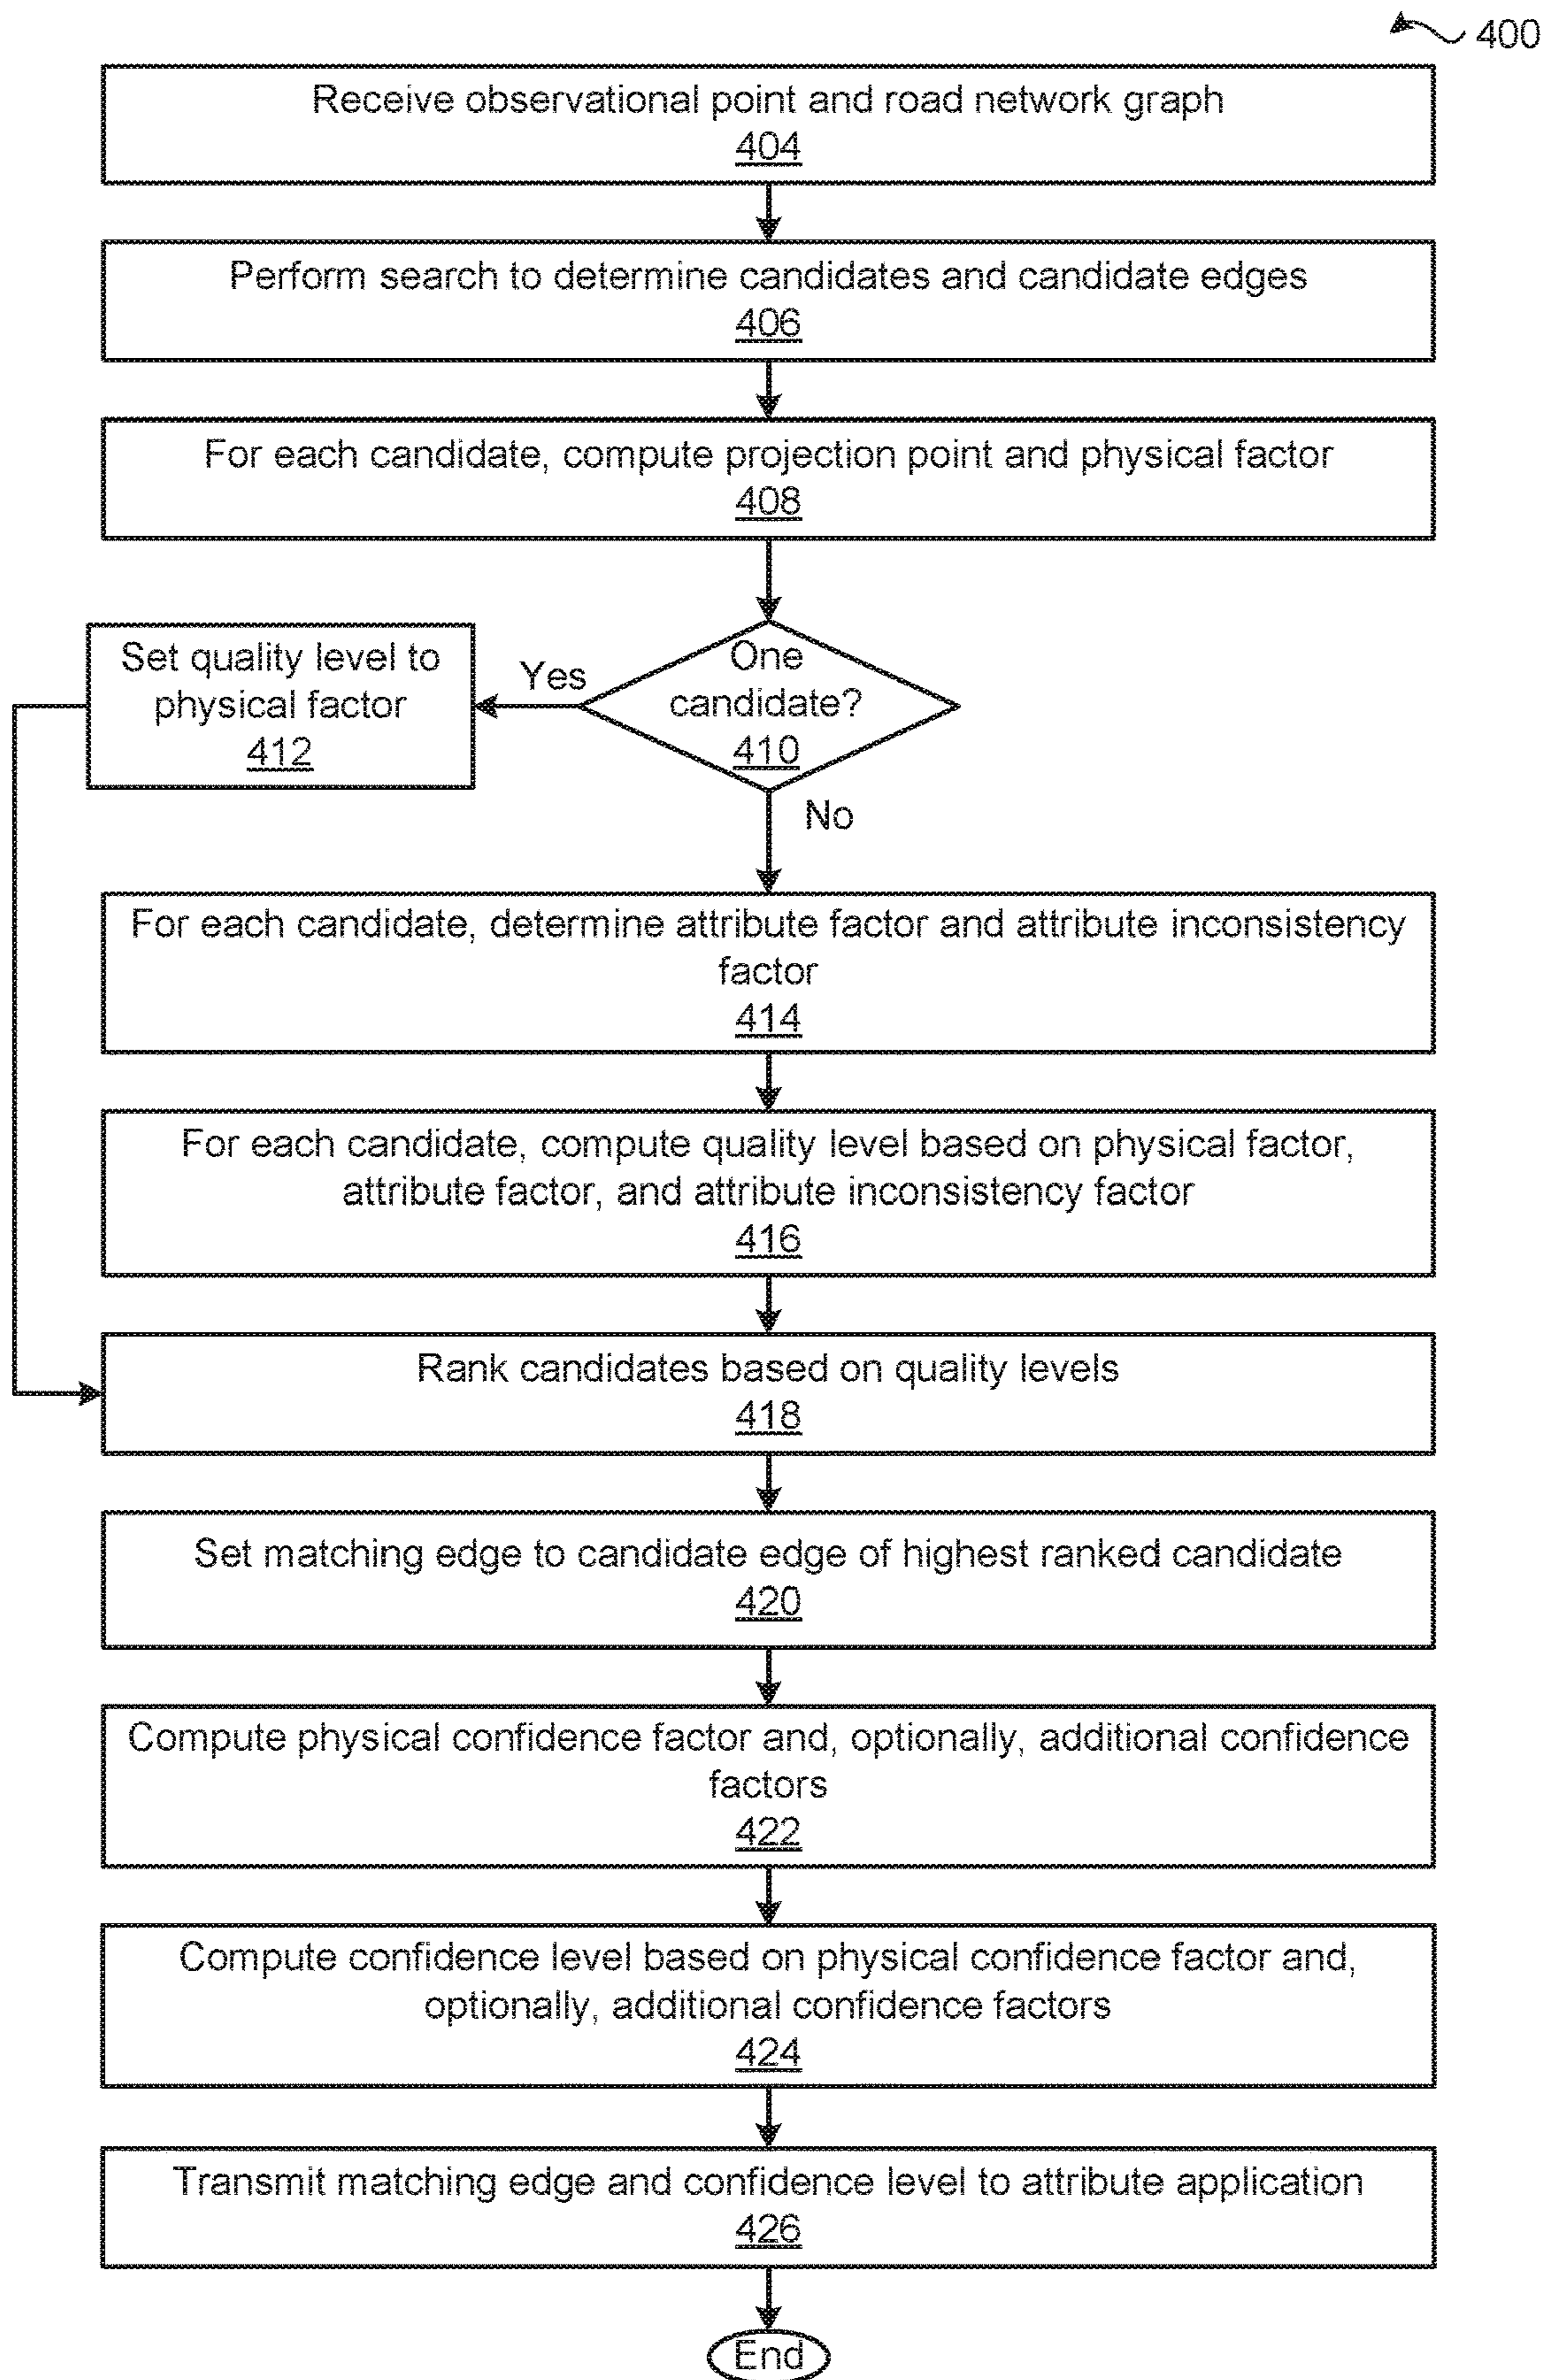 400
Receive observational point and road network graph
404
Perform search to determine candidates and candidate edges
406
For each candidate, compute projection point and physical factor
408
One
candidate?
410
Yes
Set quality level to
physical factor
412
No
For each candidate, determine attribute factor and attribute inconsistency
factor
414
For each candidate, compute quality level based on physical factor,
attribute factor, and attribute inconsistency factor
416
Rank candidates based on quality levels
418
Set matching edge to candidate edge of highest ranked candidate
420
Compute physical confidence factor and, optionally, additional confidence
factors
422
Compute confidence level based on physical confidence factor and,
optionally, additional confidence factors
424
Transmit matching edge and confidence level to attribute application
426
End